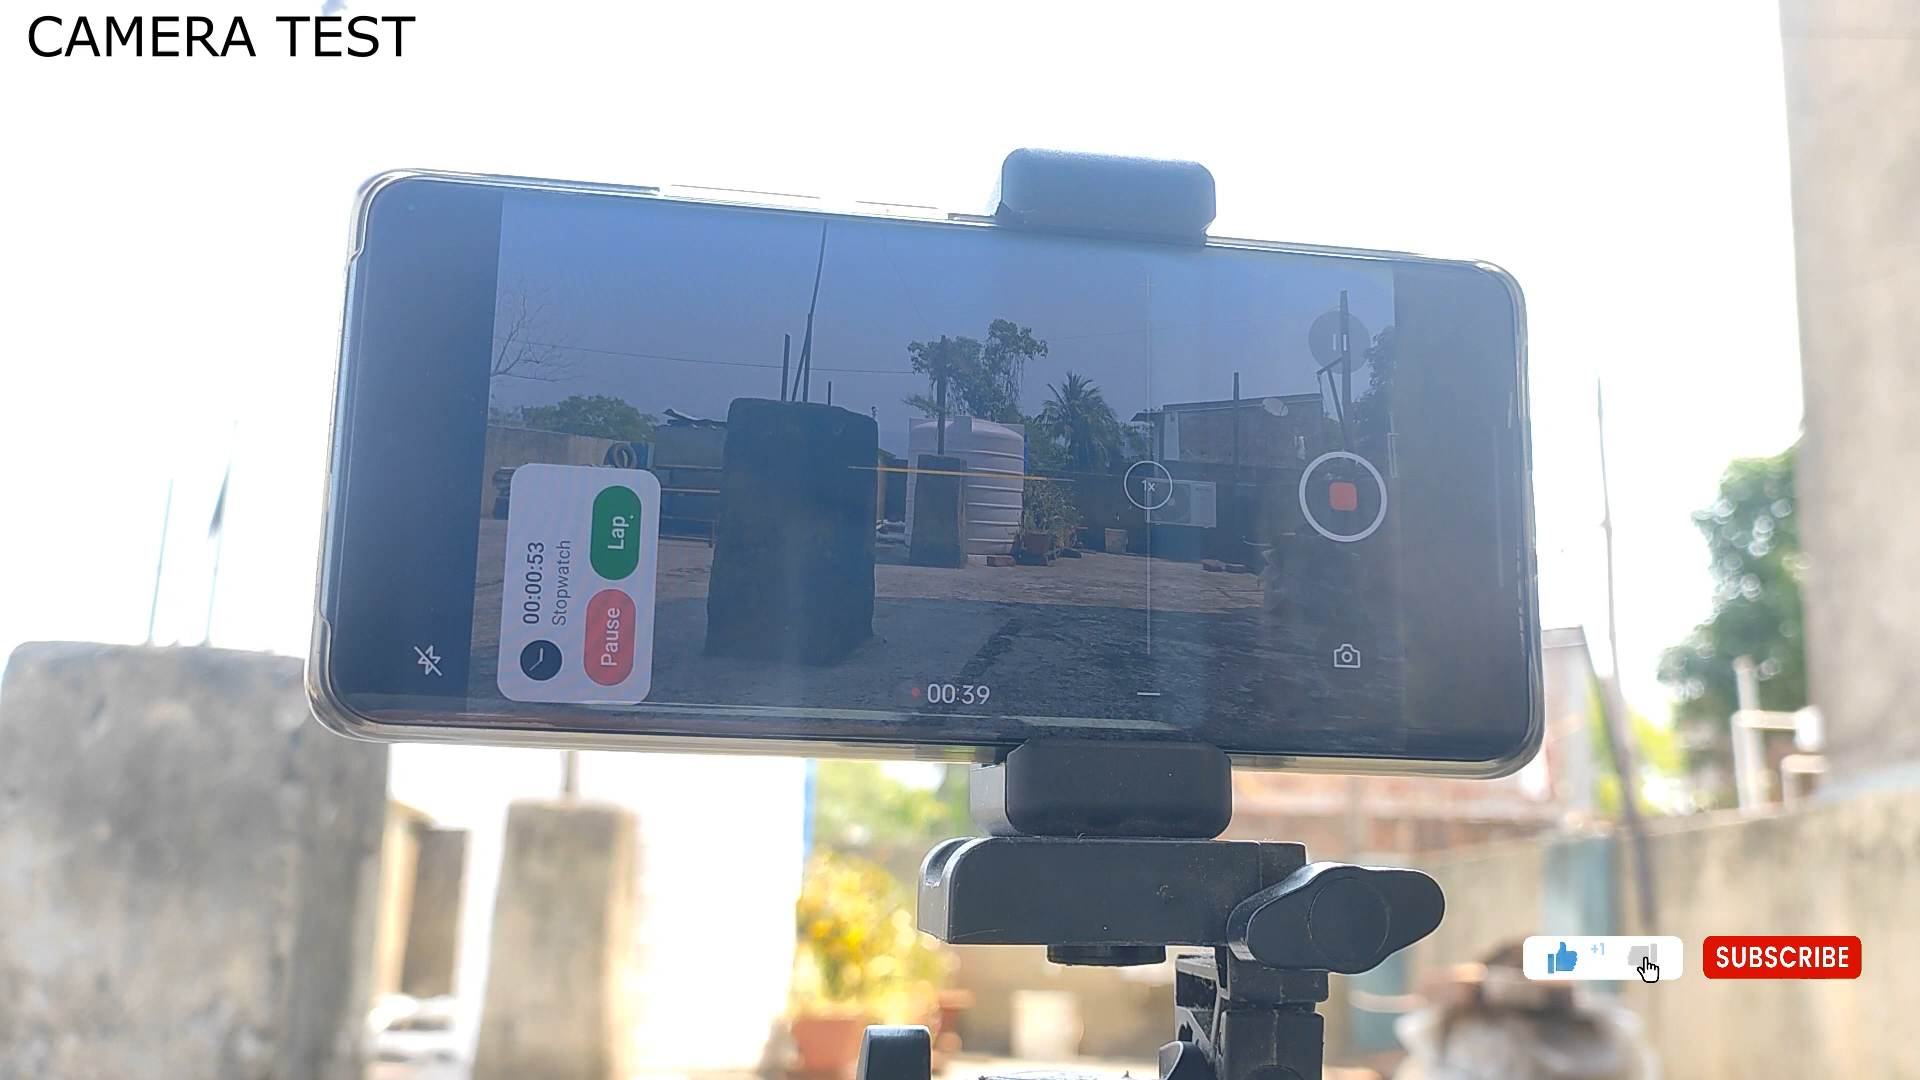 CAMERA TEST
00:00:53
Stopwatch
Pause
Lap
1x
00:39
+1
SUBSCRIBE